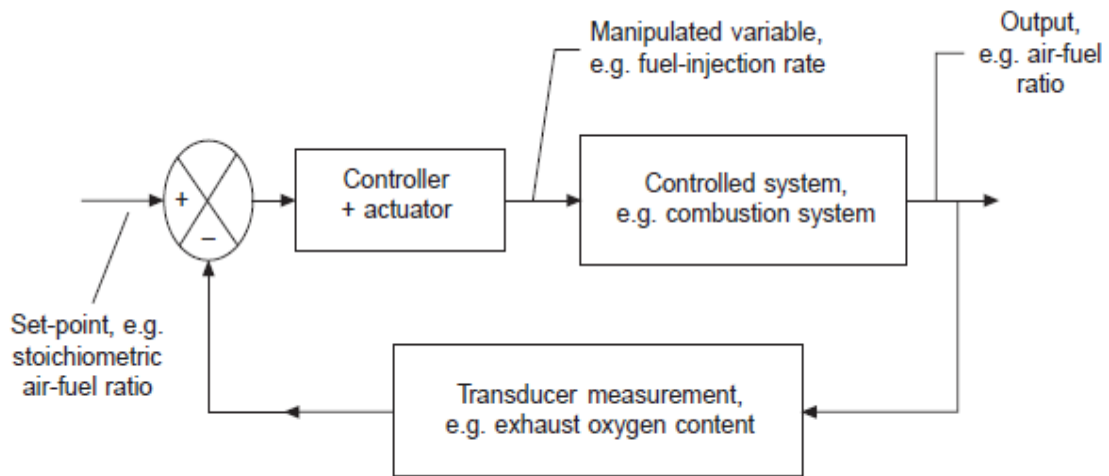 Manipulated variable,
e.g. fuel-injection rate
Output,
e.g. air-fuel
ratio
+
−
Controller
+ actuator
Controlled system,
e.g. combustion system
Set-point, e.g.
stoichiometric
air-fuel ratio
Transducer measurement,
e.g. exhaust oxygen content